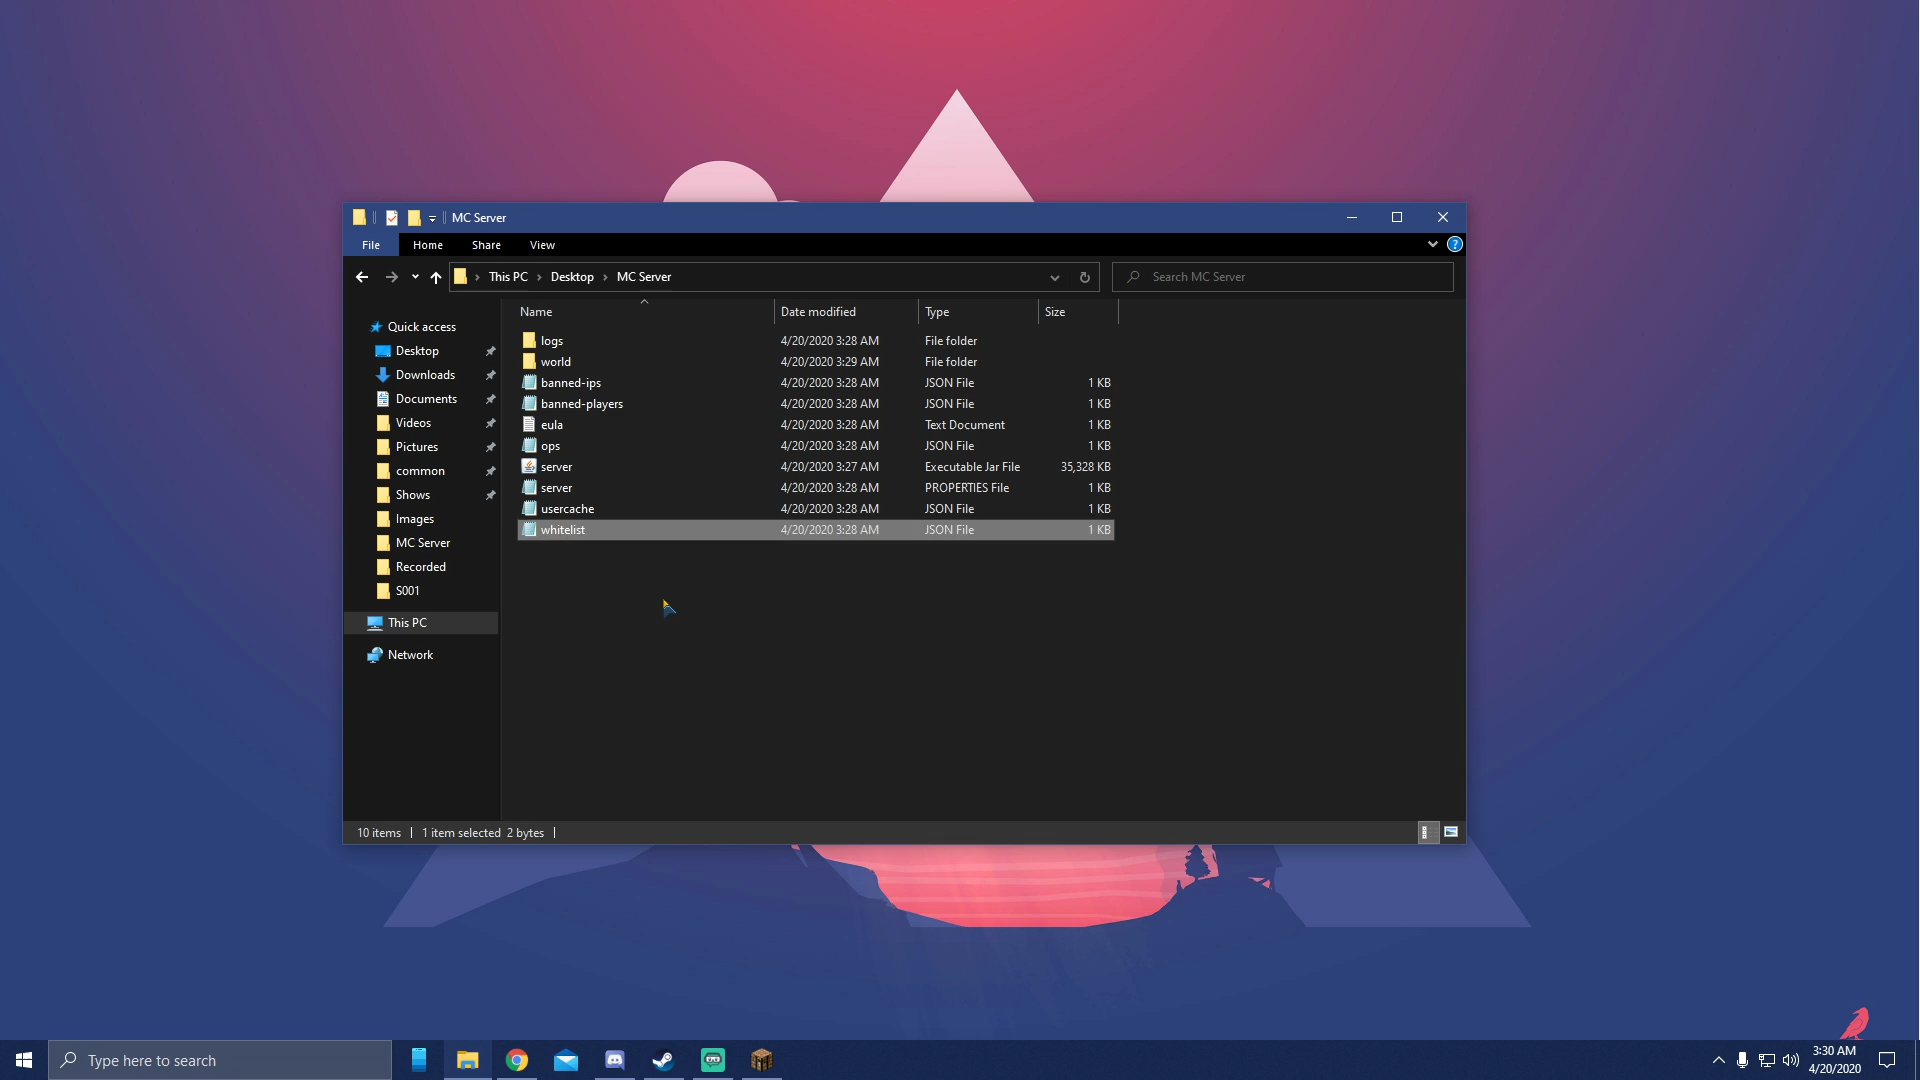 MC Server
File Home Share View
This PC Desktop MC Server
Search MC Server
Name Date modified Type Size
Quick access
Desktop
Downloads
Documents
Videos
Pictures
common
Shows
Images
MC Server
Recorded
S001
This PC
Network
logs 4/20/2020 3:28 AM File folder
world 4/20/2020 3:29 AM File folder
banned-ips 4/20/2020 3:28 AM JSON File 1 KB
banned-players 4/20/2020 3:28 AM JSON File 1 KB
eula 4/20/2020 3:28 AM Text Document 1 KB
ops 4/20/2020 3:28 AM JSON File 1 KB
server 4/20/2020 3:27 AM Executable Jar File 35,328 KB
server 4/20/2020 3:28 AM PROPERTIES File 1 KB
usercache 4/20/2020 3:28 AM JSON File 1 KB
whitelist 4/20/2020 3:28 AM JSON File 1 KB
10 items 1 item selected 2 bytes
Type here to search
3:30 AM
4/20/2020